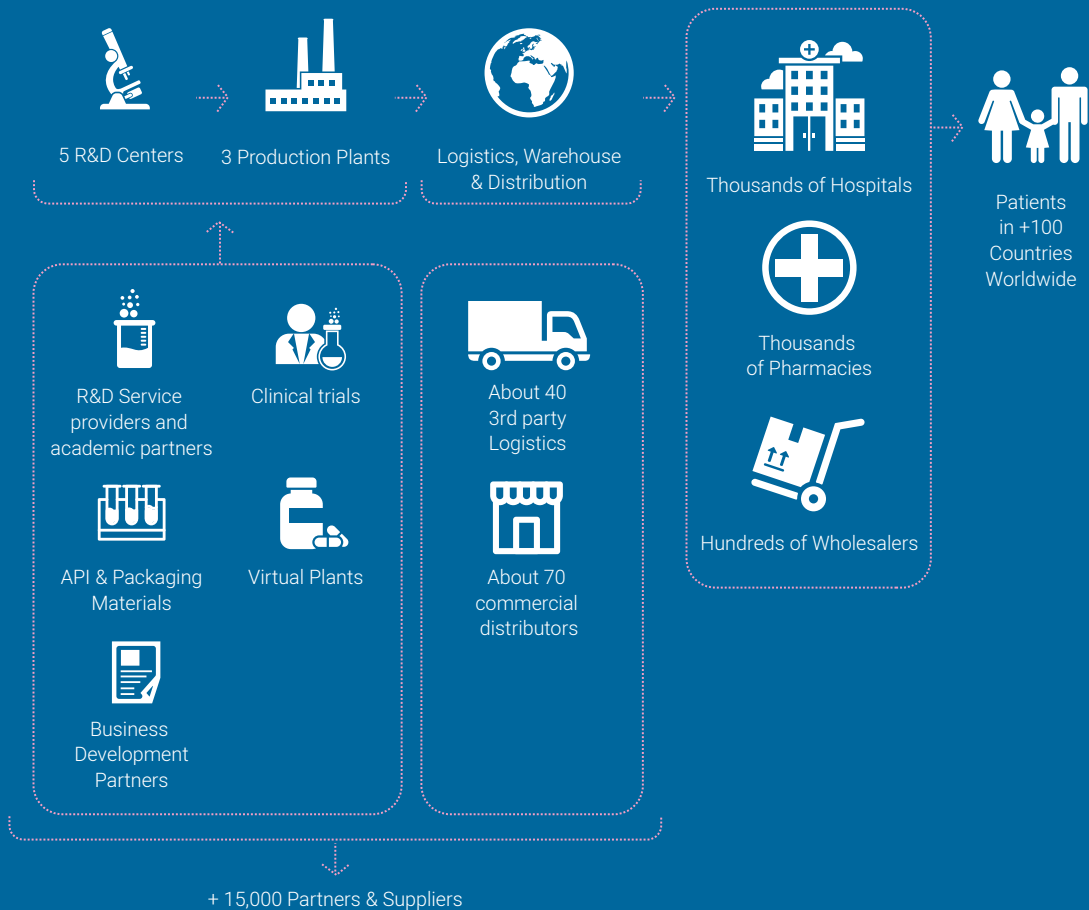 5 R&D Centers
3 Production Plants
Logistics, Warehouse
& Distribution
Thousands of Hospitals
Thousands
of Pharmacies
Hundreds of Wholesalers
Patients
in +100
Countries
Worldwide
R&D Service
providers and
academic partners
Clinical trials
API & Packaging
Materials
Virtual Plants
Business
Development
Partners
About 40
3rd party
Logistics
About 70
commercial
distributors
+ 15,000 Partners & Suppliers